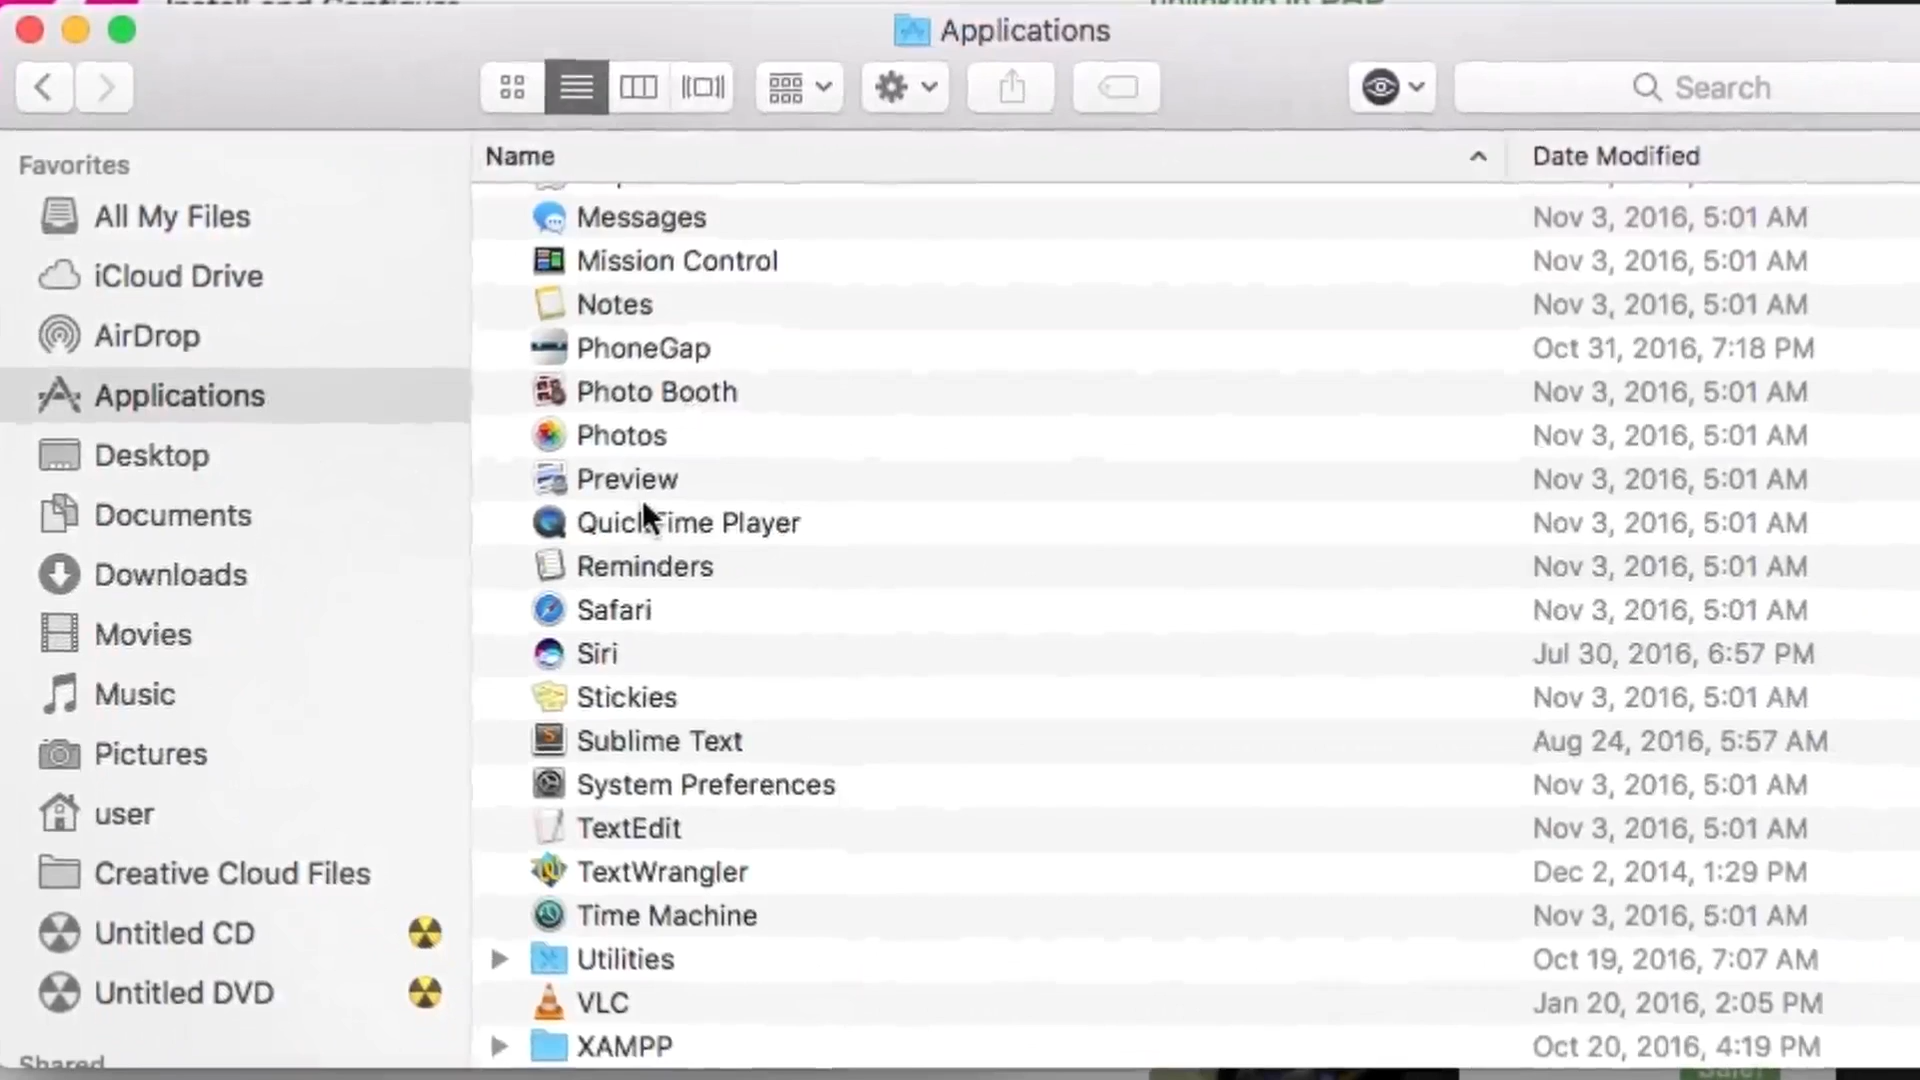 Install and Configure
Applications
Search
Favorites
All My Files
iCloud Drive
AirDrop
Applications
Desktop
Documents
Downloads
Movies
Music
Pictures
user
Creative Cloud Files
Untitled CD
Untitled DVD
Shared
Name Date Modified
Messages Nov 3, 2016, 5:01 AM
Mission Control Nov 3, 2016, 5:01 AM
Notes Nov 3, 2016, 5:01 AM
PhoneGap Oct 31, 2016, 7:18 PM
Photo Booth Nov 3, 2016, 5:01 AM
Photos Nov 3, 2016, 5:01 AM
Preview Nov 3, 2016, 5:01 AM
QuickTime Player Nov 3, 2016, 5:01 AM
Reminders Nov 3, 2016, 5:01 AM
Safari Nov 3, 2016, 5:01 AM
Siri Jul 30, 2016, 6:57 PM
Stickies Nov 3, 2016, 5:01 AM
Sublime Text Aug 24, 2016, 5:57 AM
System Preferences Nov 3, 2016, 5:01 AM
TextEdit Nov 3, 2016, 5:01 AM
TextWrangler Dec 2, 2014, 1:29 PM
Time Machine Nov 3, 2016, 5:01 AM
Utilities Oct 19, 2016, 7:07 AM
VLC Jan 20, 2016, 2:05 PM
XAMPP Oct 20, 2016, 4:19 PM
Sale!